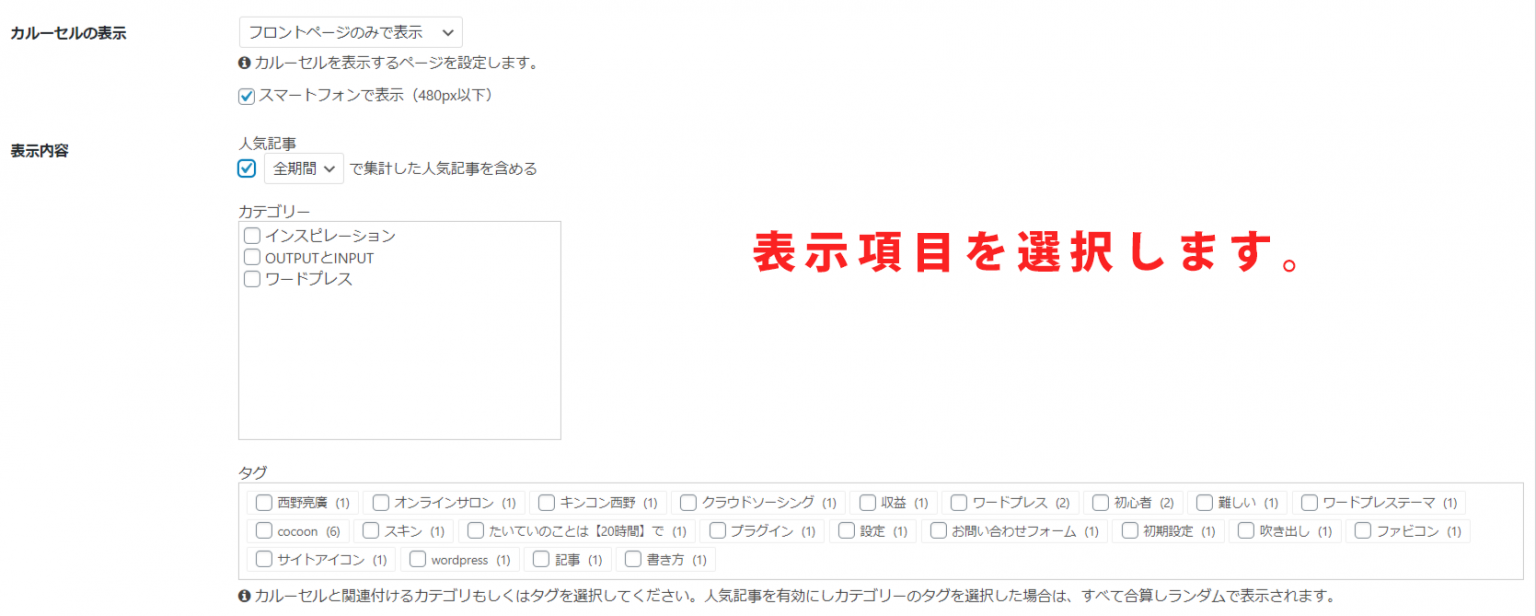 カルーセルの表示
フロントページのみで表示
カルーセルを表示するページを設定します。
スマートフォンで表示（480px以下）
表示内容
人気記事
全期間 で集計した人気記事を含める
カテゴリー
インスピレーション
OUTPUTとINPUT
ワードプレス
表示項目を選択します。
タグ
西野亮廣 (1) オンラインサロン (1) キンコン西野 (1) クラウドソーシング (1) 収益 (1) ワードプレス (2) 初心者 (2) 難しい (1) ワードプレステーマ (1)
cocoon (6) スキン (1) たいていのことは【20時間】で (1) プラグイン (1) 設定 (1) お問い合わせフォーム (1) 初期設定 (1) 吹き出し (1) ファビコン (1)
サイトアイコン (1) wordpress (1) 記事 (1) 書き方 (1)
カルーセルと関連付けるカテゴリもしくはタグを選択してください。人気記事を有効にしカテゴリーのタグを選択した場合は、すべて合算しランダムで表示されます。